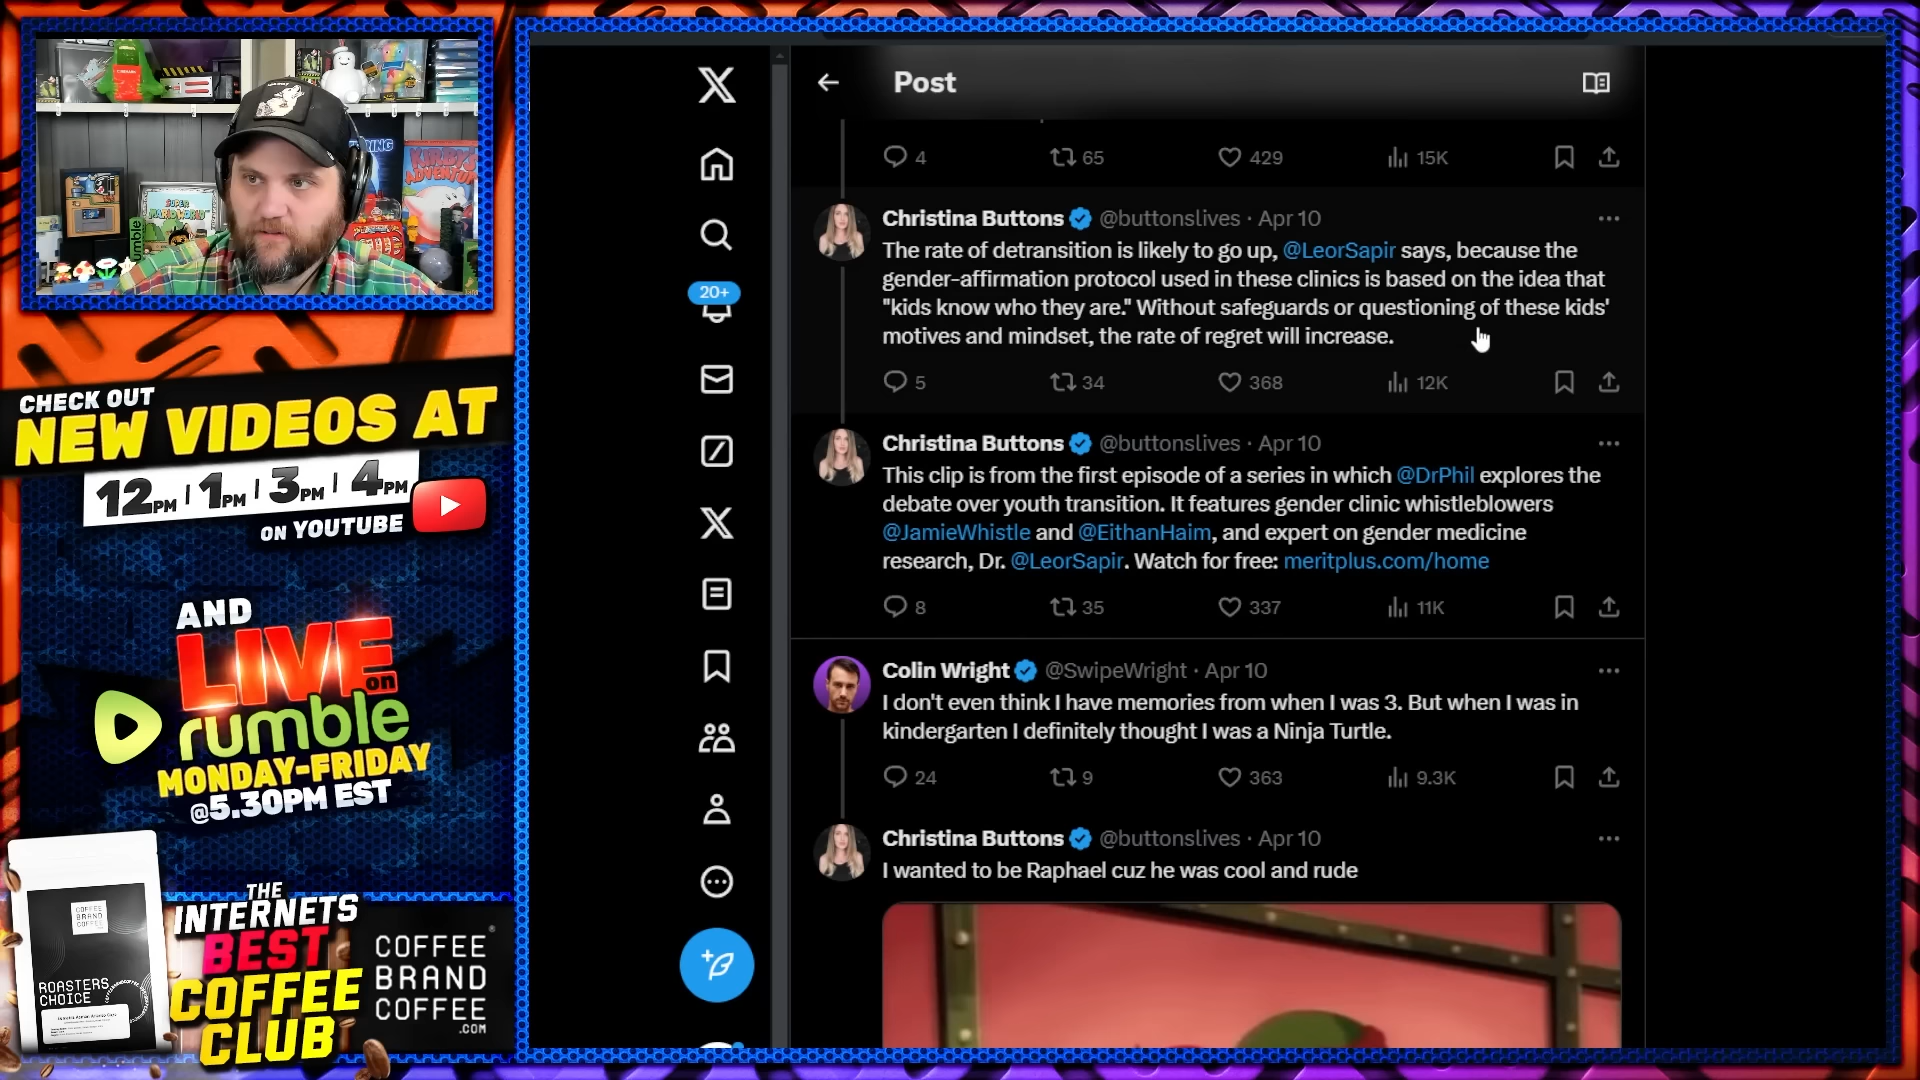 CHECK OUT
NEW VIDEOS AT
12PM | 1PM | 3PM | 4PM
ON YOUTUBE
AND
LIVE
on
rumble
MONDAY-FRIDAY
@5.30PM EST
THE
INTERNETS
BEST
COFFEE
CLUB
COFFEE
BRAND
COFFEE
.COM
COFFEE
BRAND
COFFEE
ROASTERS
CHOICE
SUPER
MARIO WORLD
KIRBY'S
ADVENTURE
rumble
20+
Post
4 65 429 15K
Christina Buttons @buttonslives · Apr 10
The rate of detransition is likely to go up, @LeorSapir says, because the
gender-affirmation protocol used in these clinics is based on the idea that
"kids know who they are." Without safeguards or questioning of these kids'
motives and mindset, the rate of regret will increase.
5 34 368 12K
Christina Buttons @buttonslives · Apr 10
This clip is from the first episode of a series in which @DrPhil explores the
debate over youth transition. It features gender clinic whistleblowers
@JamieWhistle and @EithanHaim, and expert on gender medicine
research, Dr. @LeorSapir. Watch for free: meritplus.com/home
8 35 337 11K
Colin Wright @SwipeWright · Apr 10
I don't even think I have memories from when I was 3. But when I was in
kindergarten I definitely thought I was a Ninja Turtle.
24 9 363 9.3K
Christina Buttons @buttonslives · Apr 10
I wanted to be Raphael cuz he was cool and rude